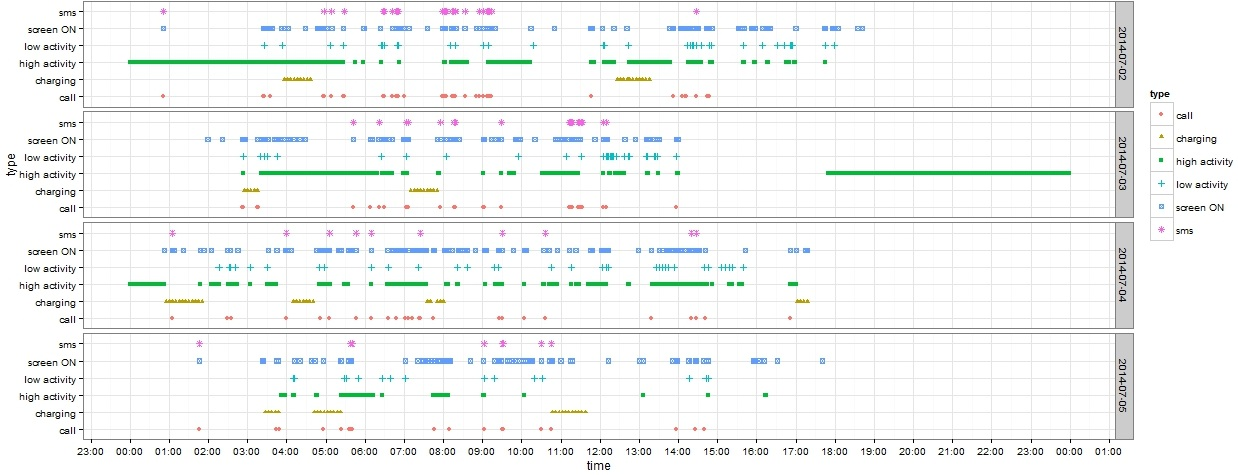 sms
screen ON
low activity
high activity
charging
call
2014-07-02
sms
screen ON
low activity
high activity
charging
call
2014-07-03
sms
screen ON
low activity
high activity
charging
call
2014-07-04
sms
screen ON
low activity
high activity
charging
call
2014-07-05
type
23:00 00:00 01:00 02:00 03:00 04:00 05:00 06:00 07:00 08:00 09:00 10:00 11:00 12:00 13:00 14:00 15:00 16:00 17:00 18:00 19:00 20:00 21:00 22:00 23:00 00:00 01:00
time
type
call
charging
high activity
low activity
screen ON
sms